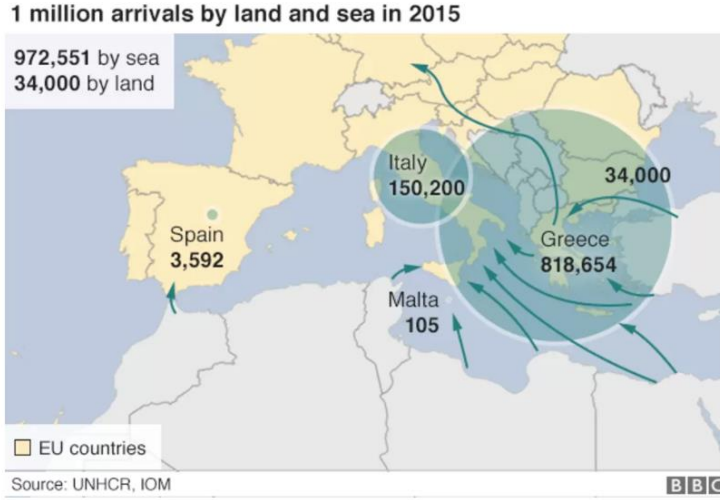 1 million arrivals by land and sea in 2015
972,551 by sea
34,000 by land
Italy
150,200
34,000
Spain
3,592
Greece
818,654
Malta
105
EU countries
Source: UNHCR, IOM
BBC